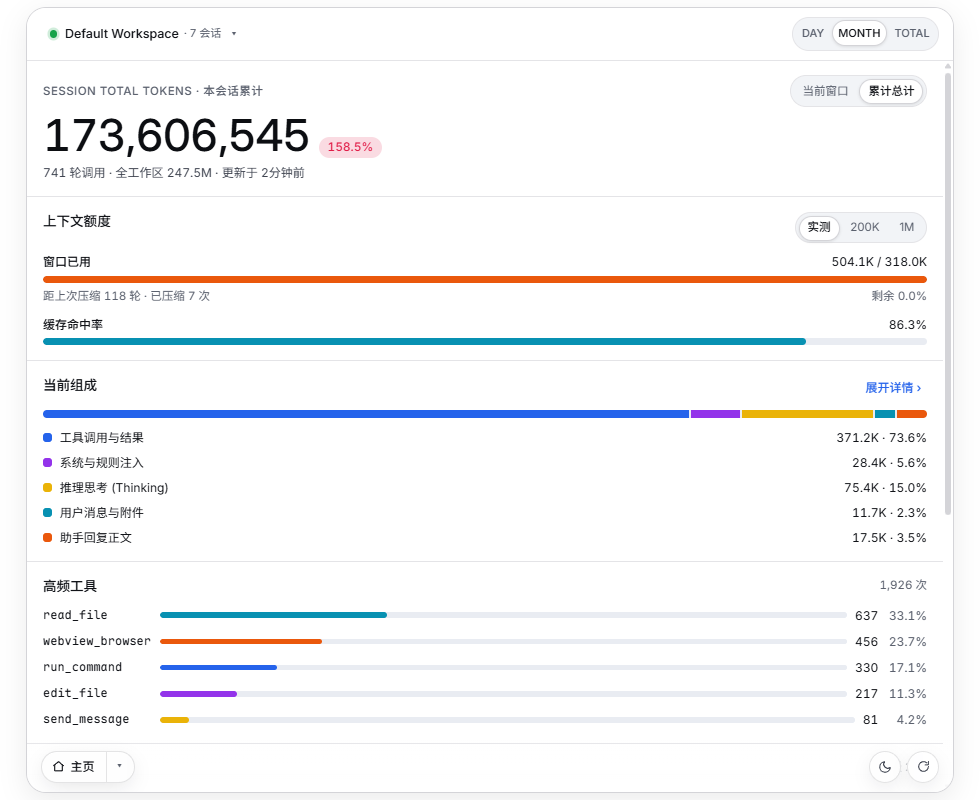 Default Workspace · 7 会话
DAY MONTH TOTAL
SESSION TOTAL TOKENS · 本会话累计
当前窗口 累计总计
173,606,545 158.5%
741 轮调用 · 全工作区 247.5M · 更新于 2分钟前
上下文额度
实测 200K 1M
窗口已用 504.1K / 318.0K
距上次压缩 118 轮 · 已压缩 7 次 剩余 0.0%
缓存命中率 86.3%
当前组成 展开详情 ›
工具调用与结果 371.2K · 73.6%
系统与规则注入 28.4K · 5.6%
推理思考 (Thinking) 75.4K · 15.0%
用户消息与附件 11.7K · 2.3%
助手回复正文 17.5K · 3.5%
高频工具 1,926 次
read_file 637 33.1%
webview_browser 456 23.7%
run_command 330 17.1%
edit_file 217 11.3%
send_message 81 4.2%
主页